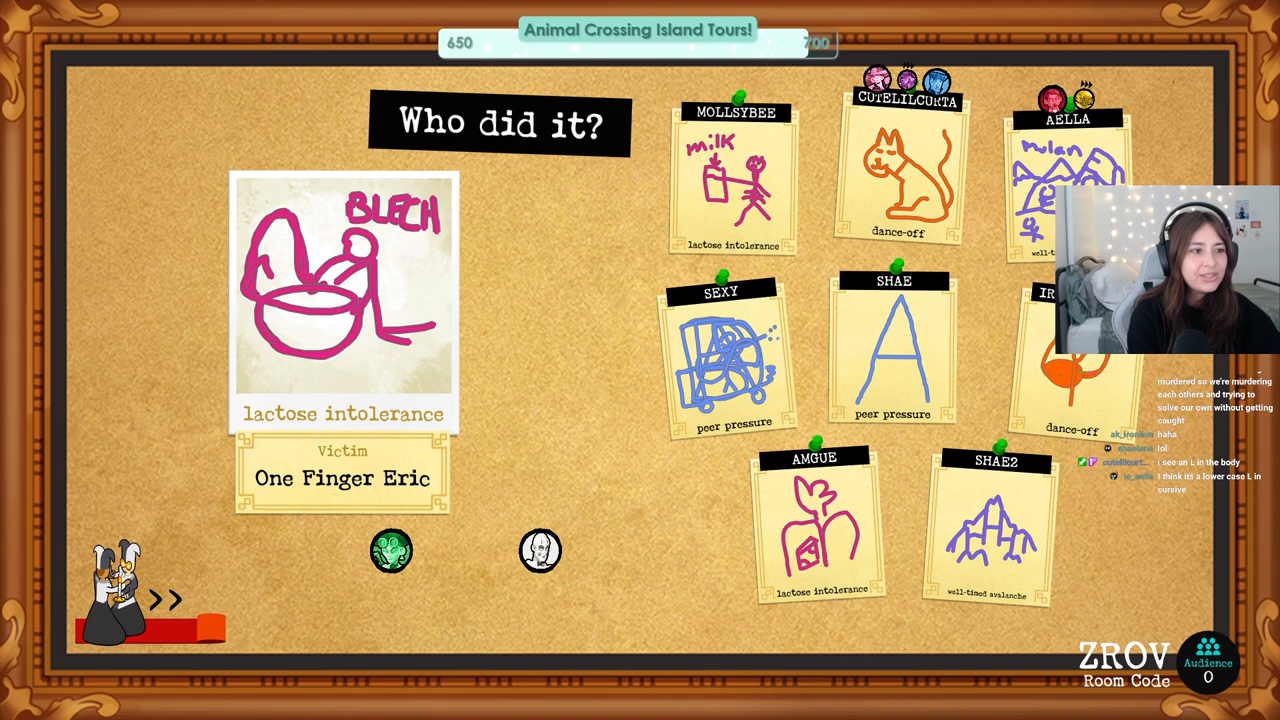 Animal Crossing Island Tours!
650
700
Who did it?
BLECH
lactose intolerance
Victim
One Finger Eric
MOLLSYBEE
milk
lactose intolerance
CUTELILCURTA
dance-off
AELLA
Mulan
SEXY
peer pressure
SHAE
A
peer pressure
dance-off
AMGUE
lactose intolerance
SHAE2
well-timed avalanche
murdered so we're murdering
each others and trying to
solve our own without getting
caught
haha
lol
i see an L in the body
i think its a lower case L in
cursive
ZROV
Room Code
Audience
0